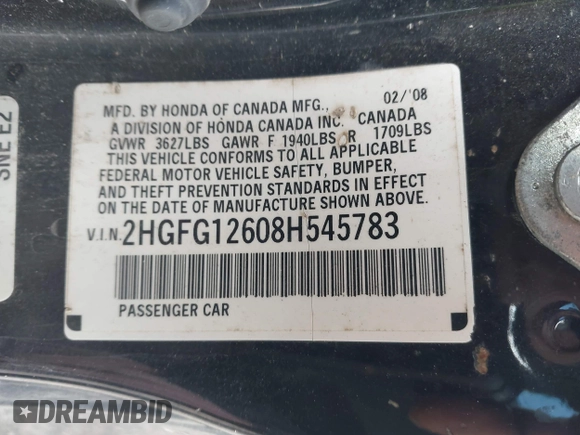 SNE E2
02/'08
MFD. BY HONDA OF CANADA MFG.,
A DIVISION OF HONDA CANADA INC. CANADA
GVWR 3627LBS GAWR F 1940LBS R 1709LBS
THIS VEHICLE CONFORMS TO ALL APPLICABLE
FEDERAL MOTOR VEHICLE SAFETY, BUMPER,
AND THEFT PREVENTION STANDARDS IN EFFECT
ON THE DATE OF MANUFACTURE SHOWN ABOVE.
V.I.N. 2HGFG12608H545783
PASSENGER CAR
DREAMBID